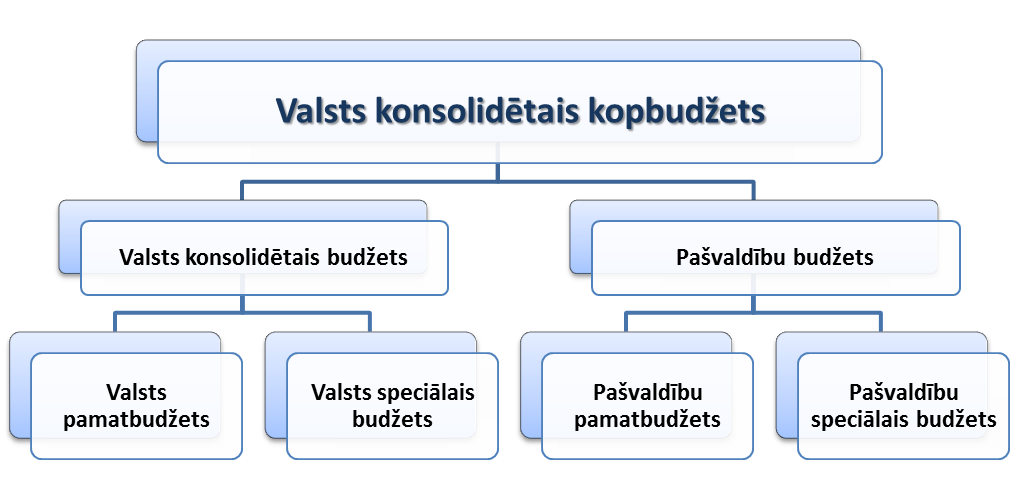 Valsts konsolidētais kopbudžets
Valsts konsolidētais budžets
Pašvaldību budžets
Valsts
pamatbudžets
Valsts speciālais
budžets
Pašvaldību
pamatbudžets
Pašvaldību
speciālais budžets